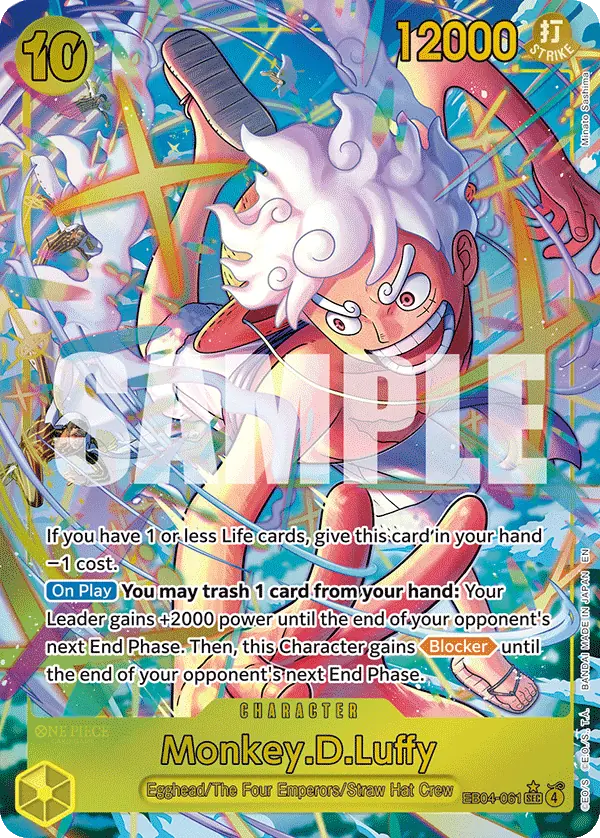 10
12000
打
STRIKE
Minato Sashima
SAMPLE
If you have 1 or less Life cards, give this card in your hand
−1 cost.
On Play You may trash 1 card from your hand: Your
Leader gains +2000 power until the end of your opponent's
next End Phase. Then, this Character gains Blocker until
the end of your opponent's next End Phase.
CHARACTER
ONE PIECE
Monkey.D.Luffy
Egghead/The Four Emperors/Straw Hat Crew
EB04-061 SEC 4
©E.O./S. T.A. BANDAI MADE IN JAPAN EN